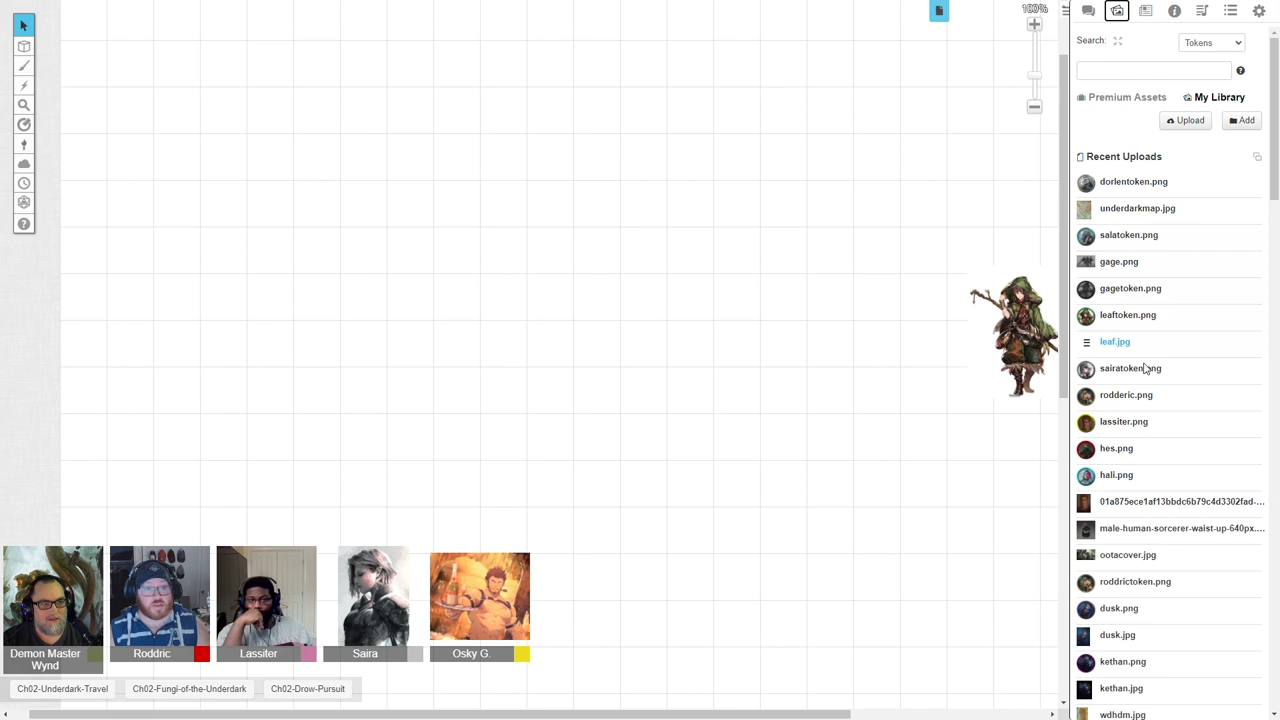 100%
Search:
Tokens
Premium Assets
My Library
Upload
Add
Recent Uploads
dorlentoken.png
underdarkmap.jpg
salatoken.png
gage.png
gagetoken.png
leaftoken.png
leaf.jpg
sairatoken.png
rodderic.png
lassiter.png
hes.png
hali.png
01a875ece1af13bbdc6b79c4d3302fad-...
male-human-sorcerer-waist-up-640px....
ootacover.jpg
roddrictoken.png
dusk.png
dusk.jpg
kethan.png
kethan.jpg
wdhdm.jpg
Demon Master
Wynd
Roddric
Lassiter
Saira
Osky G.
Ch02-Underdark-Travel
Ch02-Fungi-of-the-Underdark
Ch02-Drow-Pursuit